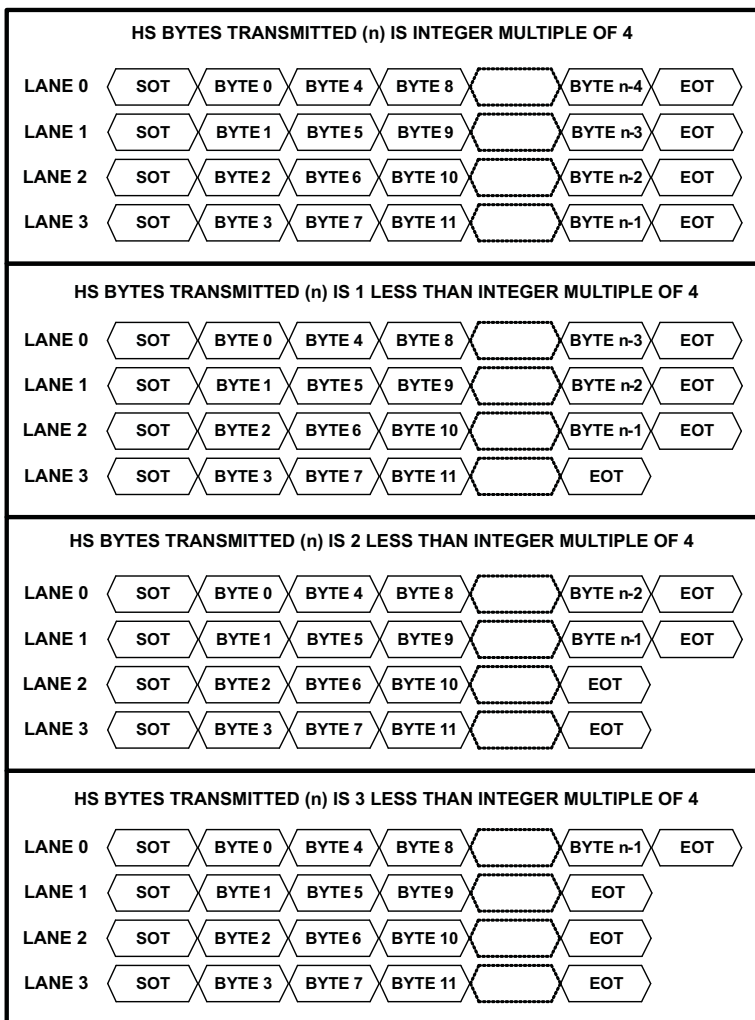 HS BYTES TRANSMITTED (n) IS INTEGER MULTIPLE OF 4
LANE 0 SOT BYTE 0 BYTE 4 BYTE 8 BYTE n-4 EOT
LANE 1 SOT BYTE 1 BYTE 5 BYTE 9 BYTE n-3 EOT
LANE 2 SOT BYTE 2 BYTE 6 BYTE 10 BYTE n-2 EOT
LANE 3 SOT BYTE 3 BYTE 7 BYTE 11 BYTE n-1 EOT
HS BYTES TRANSMITTED (n) IS 1 LESS THAN INTEGER MULTIPLE OF 4
LANE 0 SOT BYTE 0 BYTE 4 BYTE 8 BYTE n-3 EOT
LANE 1 SOT BYTE 1 BYTE 5 BYTE 9 BYTE n-2 EOT
LANE 2 SOT BYTE 2 BYTE 6 BYTE 10 BYTE n-1 EOT
LANE 3 SOT BYTE 3 BYTE 7 BYTE 11 EOT
HS BYTES TRANSMITTED (n) IS 2 LESS THAN INTEGER MULTIPLE OF 4
LANE 0 SOT BYTE 0 BYTE 4 BYTE 8 BYTE n-2 EOT
LANE 1 SOT BYTE 1 BYTE 5 BYTE 9 BYTE n-1 EOT
LANE 2 SOT BYTE 2 BYTE 6 BYTE 10 EOT
LANE 3 SOT BYTE 3 BYTE 7 BYTE 11 EOT
HS BYTES TRANSMITTED (n) IS 3 LESS THAN INTEGER MULTIPLE OF 4
LANE 0 SOT BYTE 0 BYTE 4 BYTE 8 BYTE n-1 EOT
LANE 1 SOT BYTE 1 BYTE 5 BYTE 9 EOT
LANE 2 SOT BYTE 2 BYTE 6 BYTE 10 EOT
LANE 3 SOT BYTE 3 BYTE 7 BYTE 11 EOT